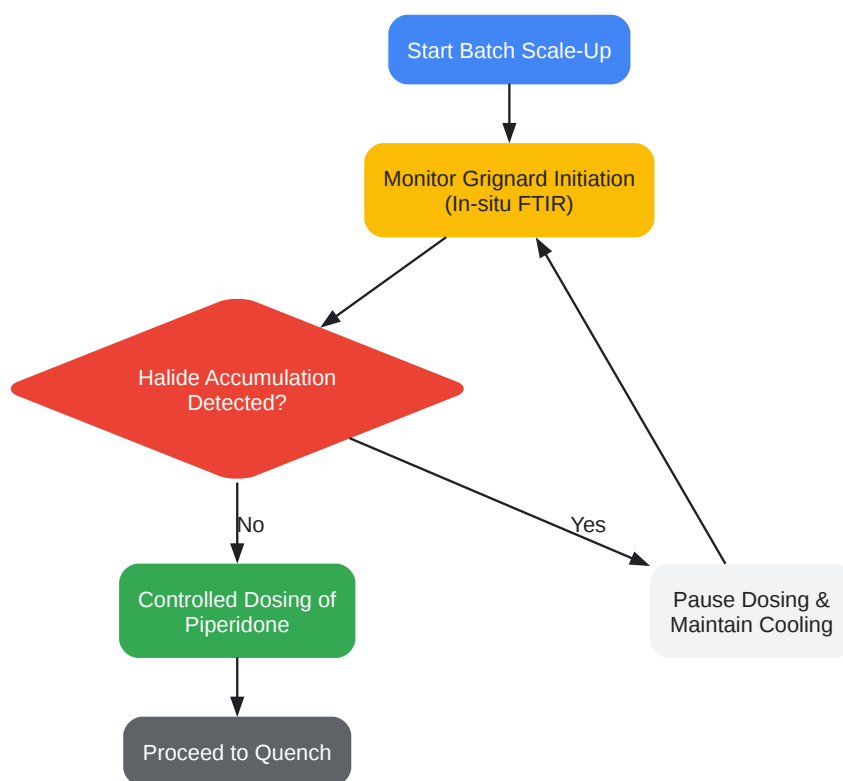 Start Batch Scale-Up
Monitor Grignard Initiation
(In-situ FTIR)
Halide Accumulation
Detected?
No
Yes
Controlled Dosing of
Piperidone
Pause Dosing &
Maintain Cooling
Proceed to Quench